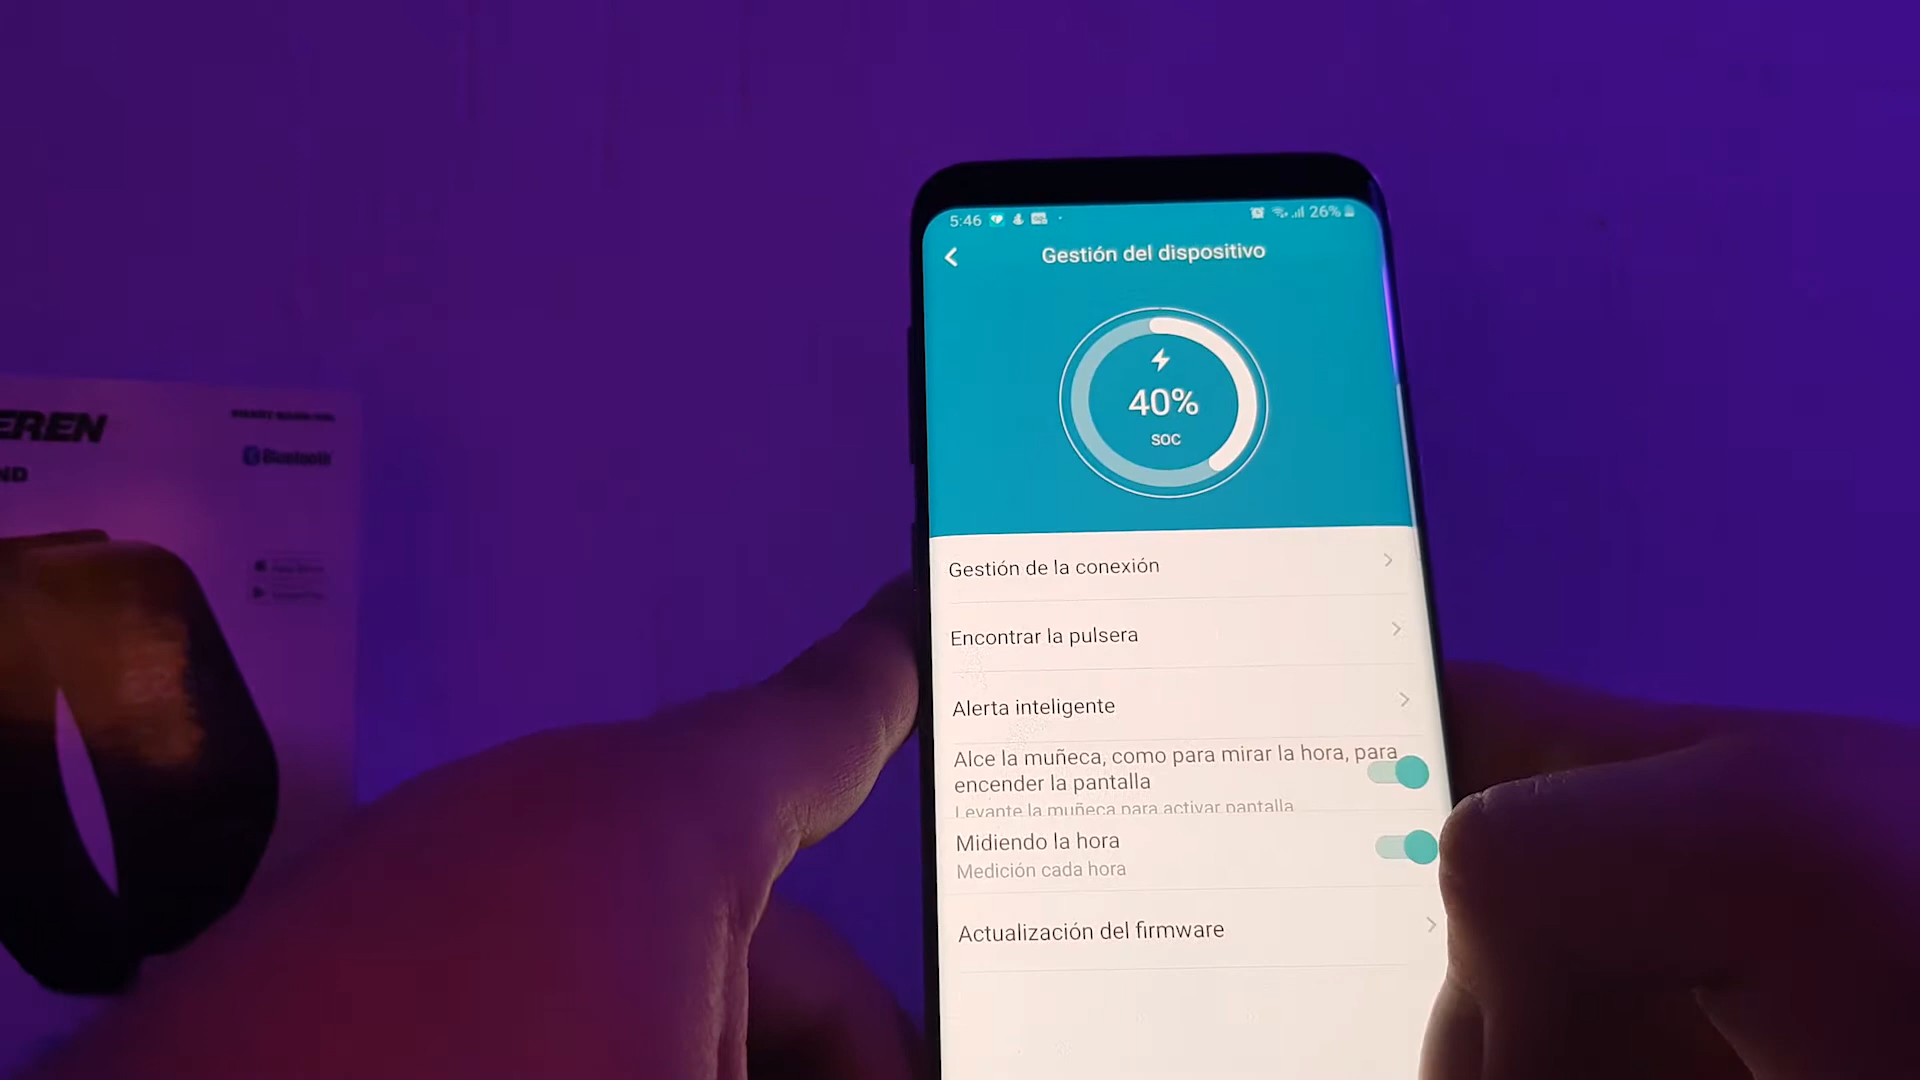 EREN
ND
Bluetooth
5:46
26%
Gestión del dispositivo
40%
SOC
Gestión de la conexión
Encontrar la pulsera
Alerta inteligente
Alce la muñeca, como para mirar la hora, para
encender la pantalla
Levante la muñeca para activar pantalla
Midiendo la hora
Medición cada hora
Actualización del firmware